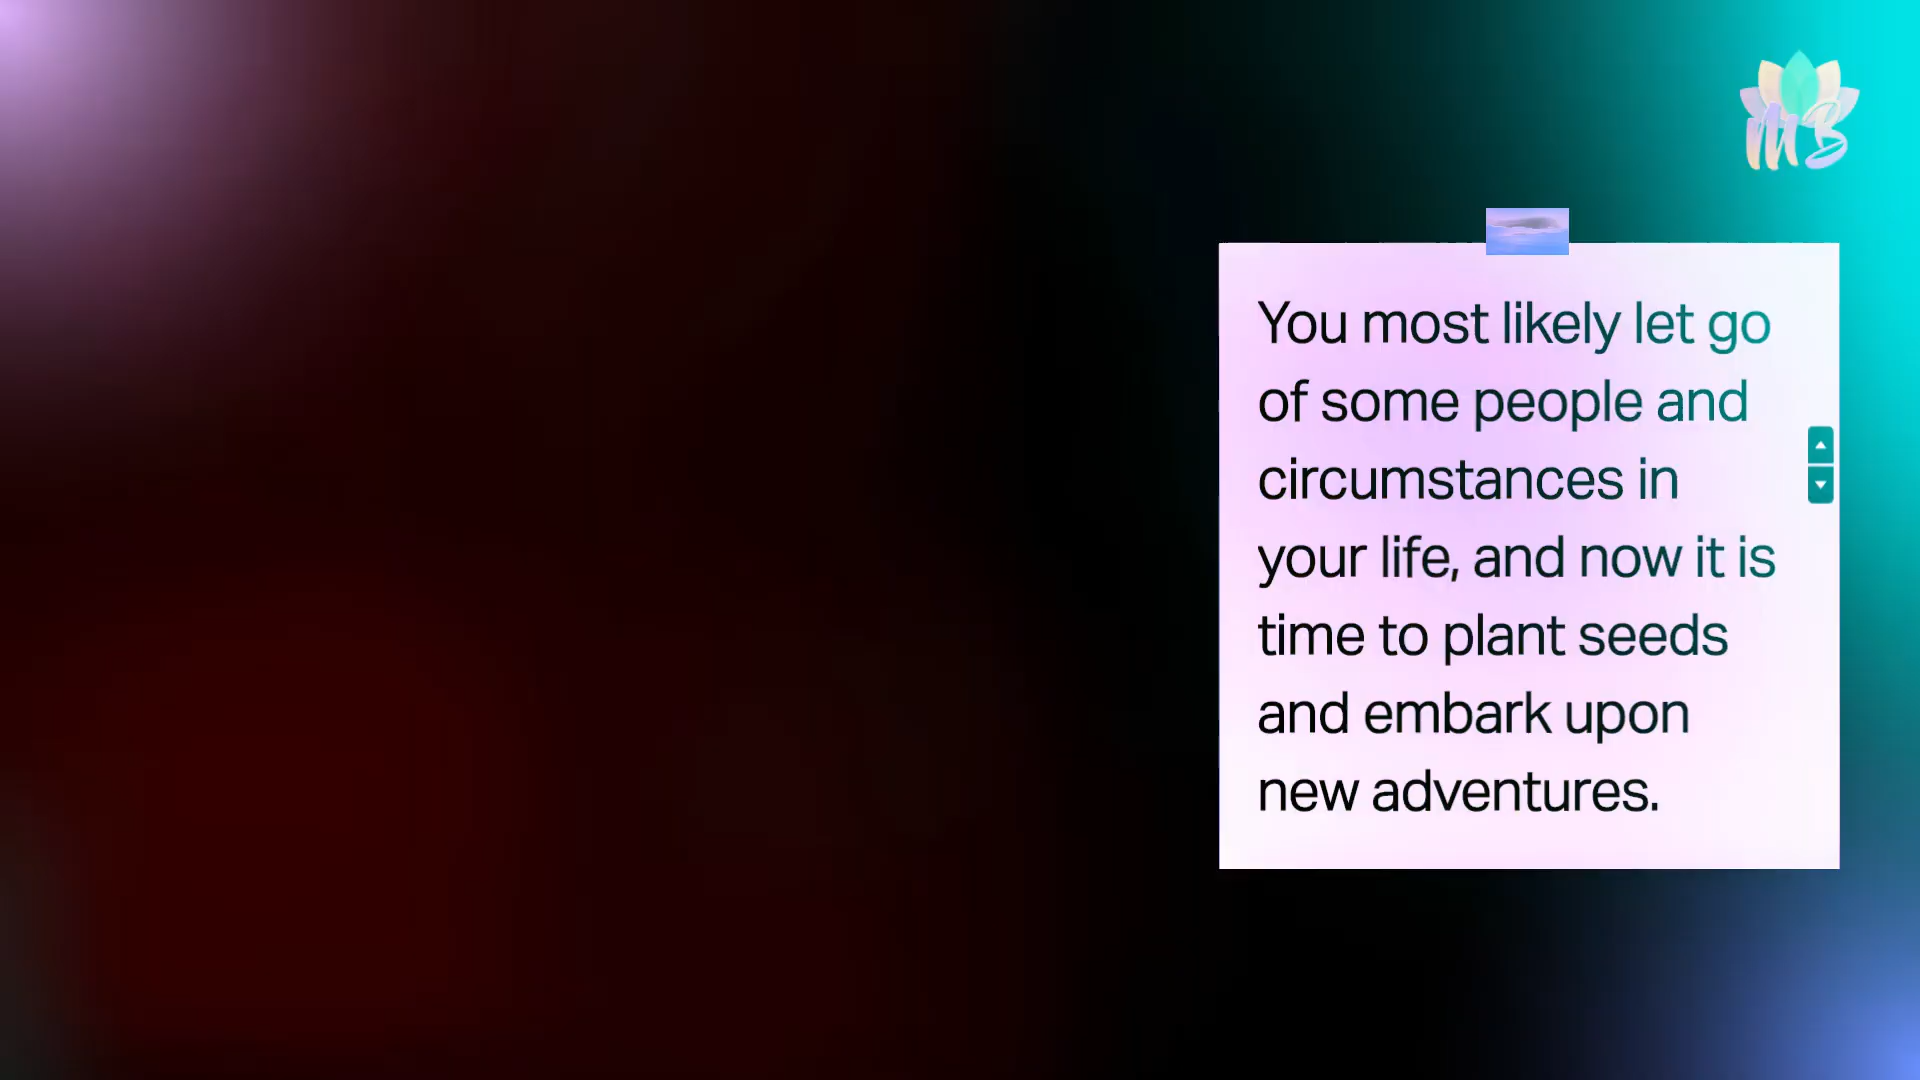 MB
You most likely let go
of some people and
circumstances in
your life, and now it is
time to plant seeds
and embark upon
new adventures.